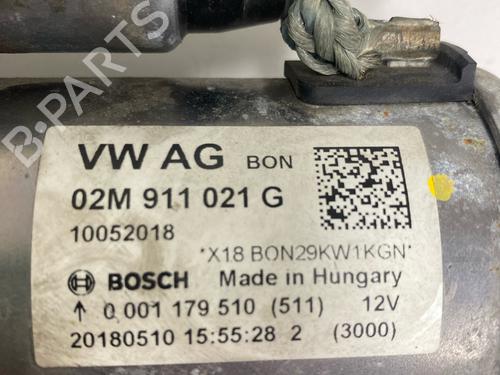 B-PARTS
VW AG BON
02M 911 021 G
10052018
*X18 BON29KW1KGN*
BOSCH Made in Hungary
↑ 0 001 179 510 (511) 12V
20180510 15:55:28 2 (3000)